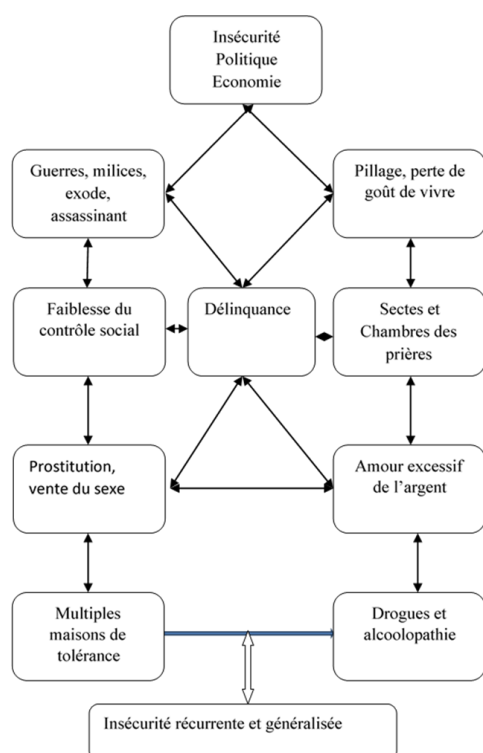 Insécurité
Politique
Economie
Guerres, milices,
exode,
assassinant
Pillage, perte de
goût de vivre
Faiblesse du
contrôle social
Délinquance
Sectes et
Chambres des
prières
Prostitution,
vente du sexe
Amour excessif
de l’argent
Multiples
maisons de
tolérance
Drogues et
alcoolopathie
Insécurité récurrente et généralisée